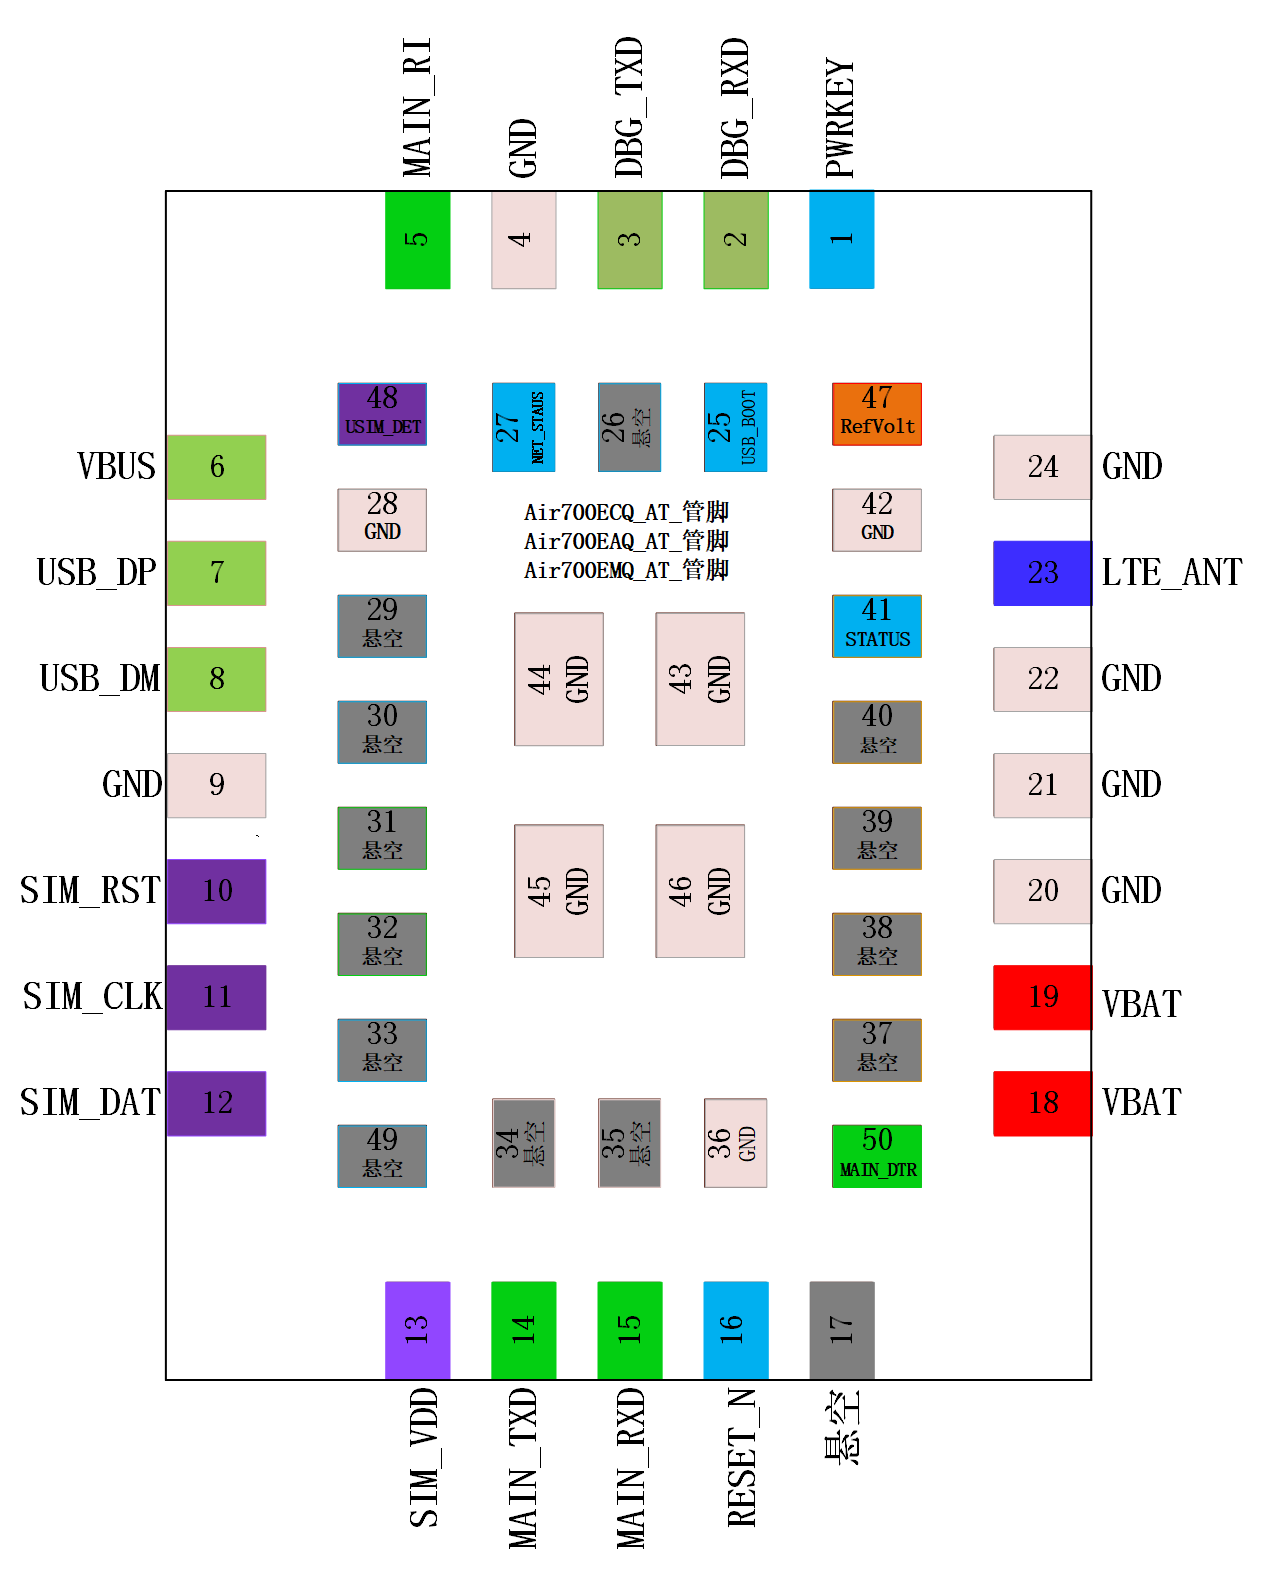 MAIN_RI
GND
DBG_TXD
DBG_RXD
PWRKEY
5
4
3
2
1
48
USIM_DET
27
NET_STAUS
26
悬空
25
USB_BOOT
47
RefVolt
VBUS
6
24
GND
28
GND
Air700ECQ_AT_管脚
Air700EAQ_AT_管脚
Air700EMQ_AT_管脚
42
GND
USB_DP
7
23
LTE_ANT
29
悬空
41
STATUS
USB_DM
8
44
GND
43
GND
22
GND
30
悬空
40
悬空
GND
9
21
GND
31
悬空
39
悬空
SIM_RST
10
45
GND
46
GND
20
GND
32
悬空
38
悬空
SIM_CLK
11
19
VBAT
33
悬空
37
悬空
SIM_DAT
12
18
VBAT
49
悬空
34
悬空
35
悬空
36
GND
50
MAIN_DTR
13
14
15
16
17
SIM_VDD
MAIN_TXD
MAIN_RXD
RESET_N
悬空